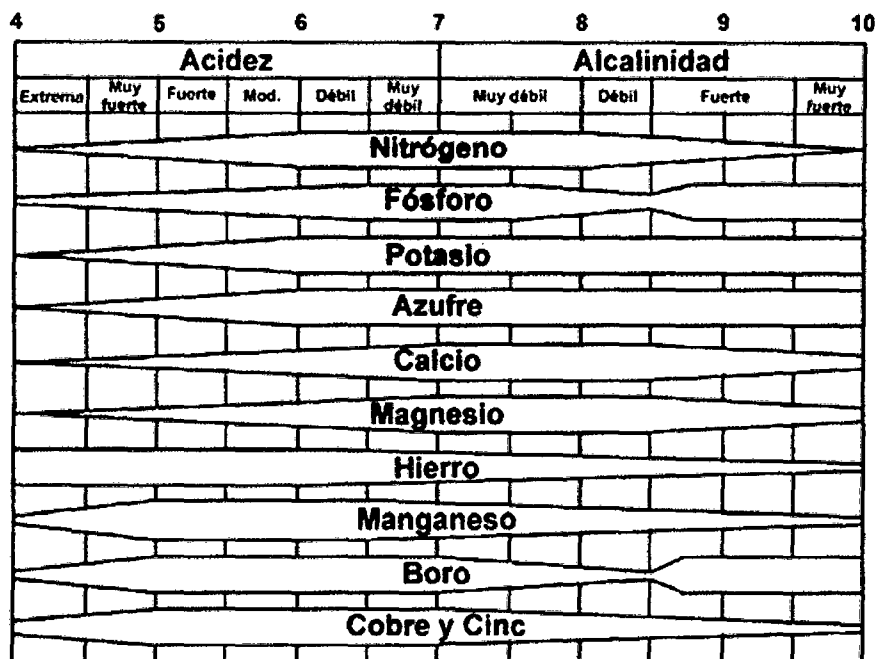 4 5 6 7 8 9 10
Acidez Alcalinidad
Extrema Muy fuerte Fuerte Mod. Débil Muy débil Muy débil Débil Fuerte Muy fuerte
Nitrógeno
Fósforo
Potasio
Azufre
Calcio
Magnesio
Hierro
Manganeso
Boro
Cobre y Cinc